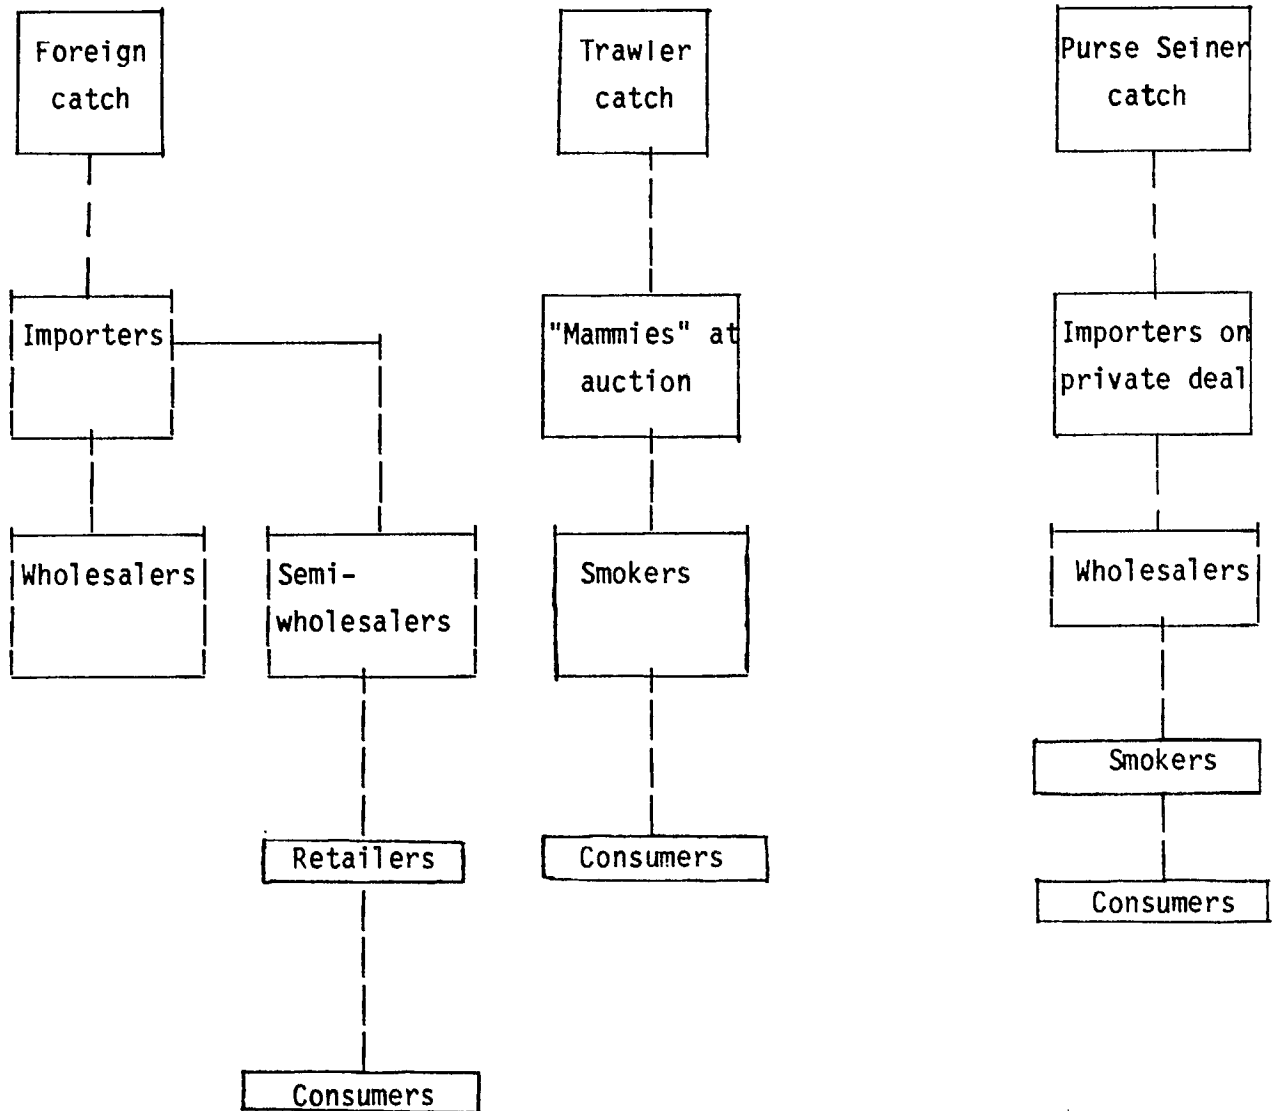 Foreign
catch
Trawler
catch
Purse Seiner
catch
Importers
"Mammies" at
auction
Importers on
private deal
Wholesalers
Semi-
wholesalers
Smokers
Wholesalers
Smokers
Retailers
Consumers
Consumers
Consumers